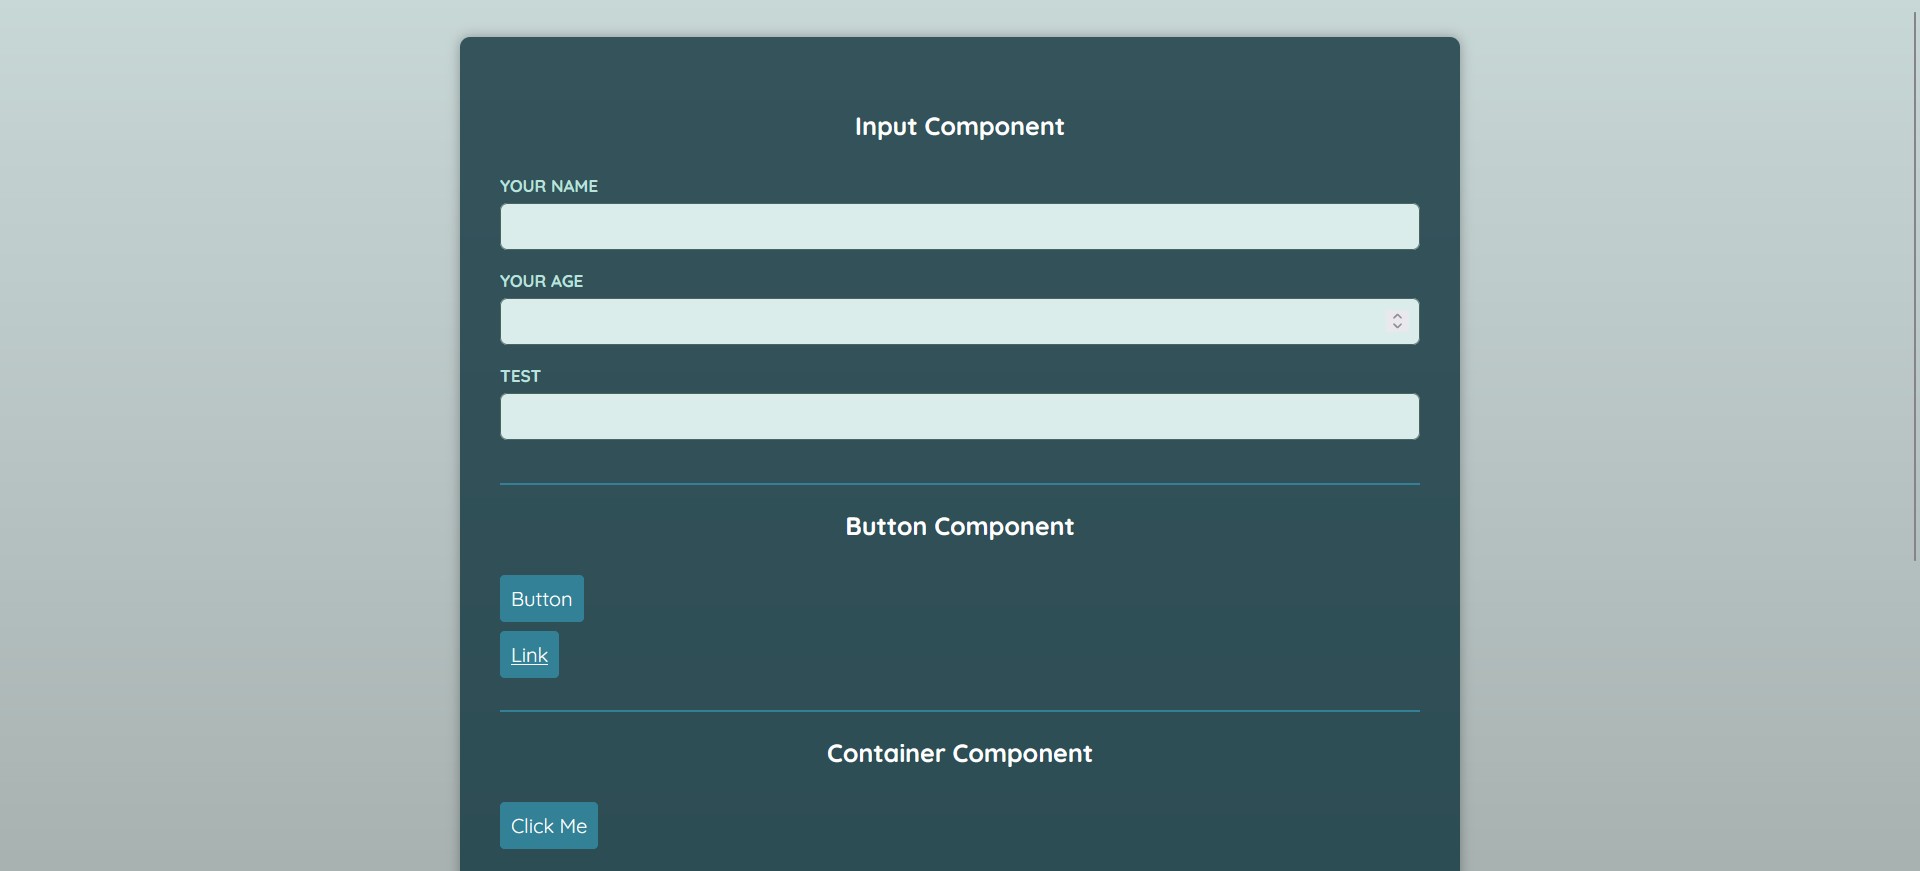 Input Component
YOUR NAME
YOUR AGE
TEST
Button Component
Button
Link
Container Component
Click Me